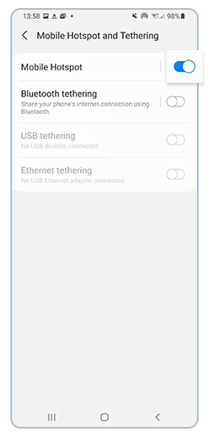 13:58
98%
Mobile Hotspot and Tethering
Mobile Hotspot
Bluetooth tethering
Share your phone's internet connection using
Bluetooth.
USB tethering
No USB devices connected
Ethernet tethering
No USB Ethernet adapter connected